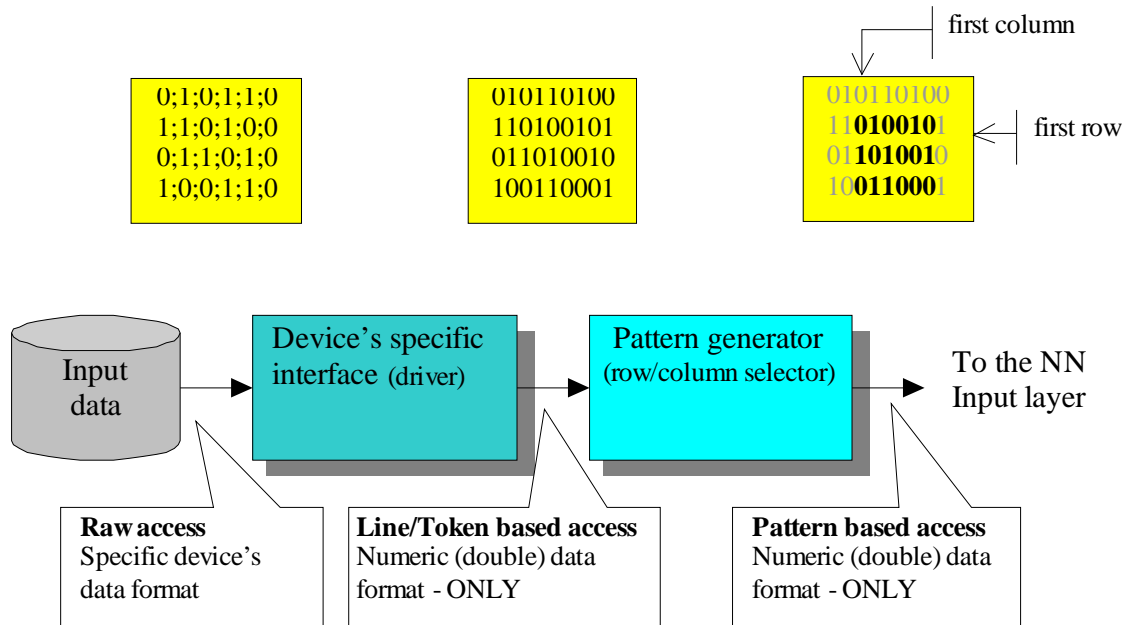 first column
0;1;0;1;1;0
1;1;0;1;0;0
0;1;1;0;1;0
1;0;0;1;1;0
010110100
110100101
011010010
100110001
010110100
110100101
011010010
100110001
first row
Input
data
Device’s specific
interface (driver)
Pattern generator
(row/column selector)
To the NN
Input layer
Raw access
Specific device’s
data format
Line/Token based access
Numeric (double) data
format - ONLY
Pattern based access
Numeric (double) data
format - ONLY